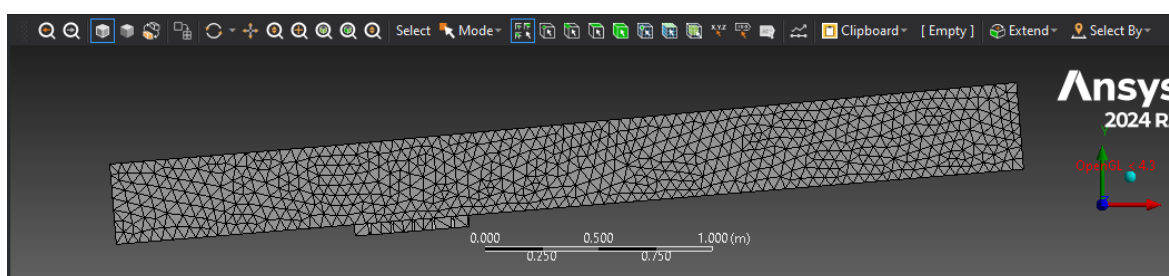 Select Mode Clipboard [ Empty ] Extend Select By
Ansys
2024 R
Y
0.000 0.500 1.000 (m)
0.250 0.750